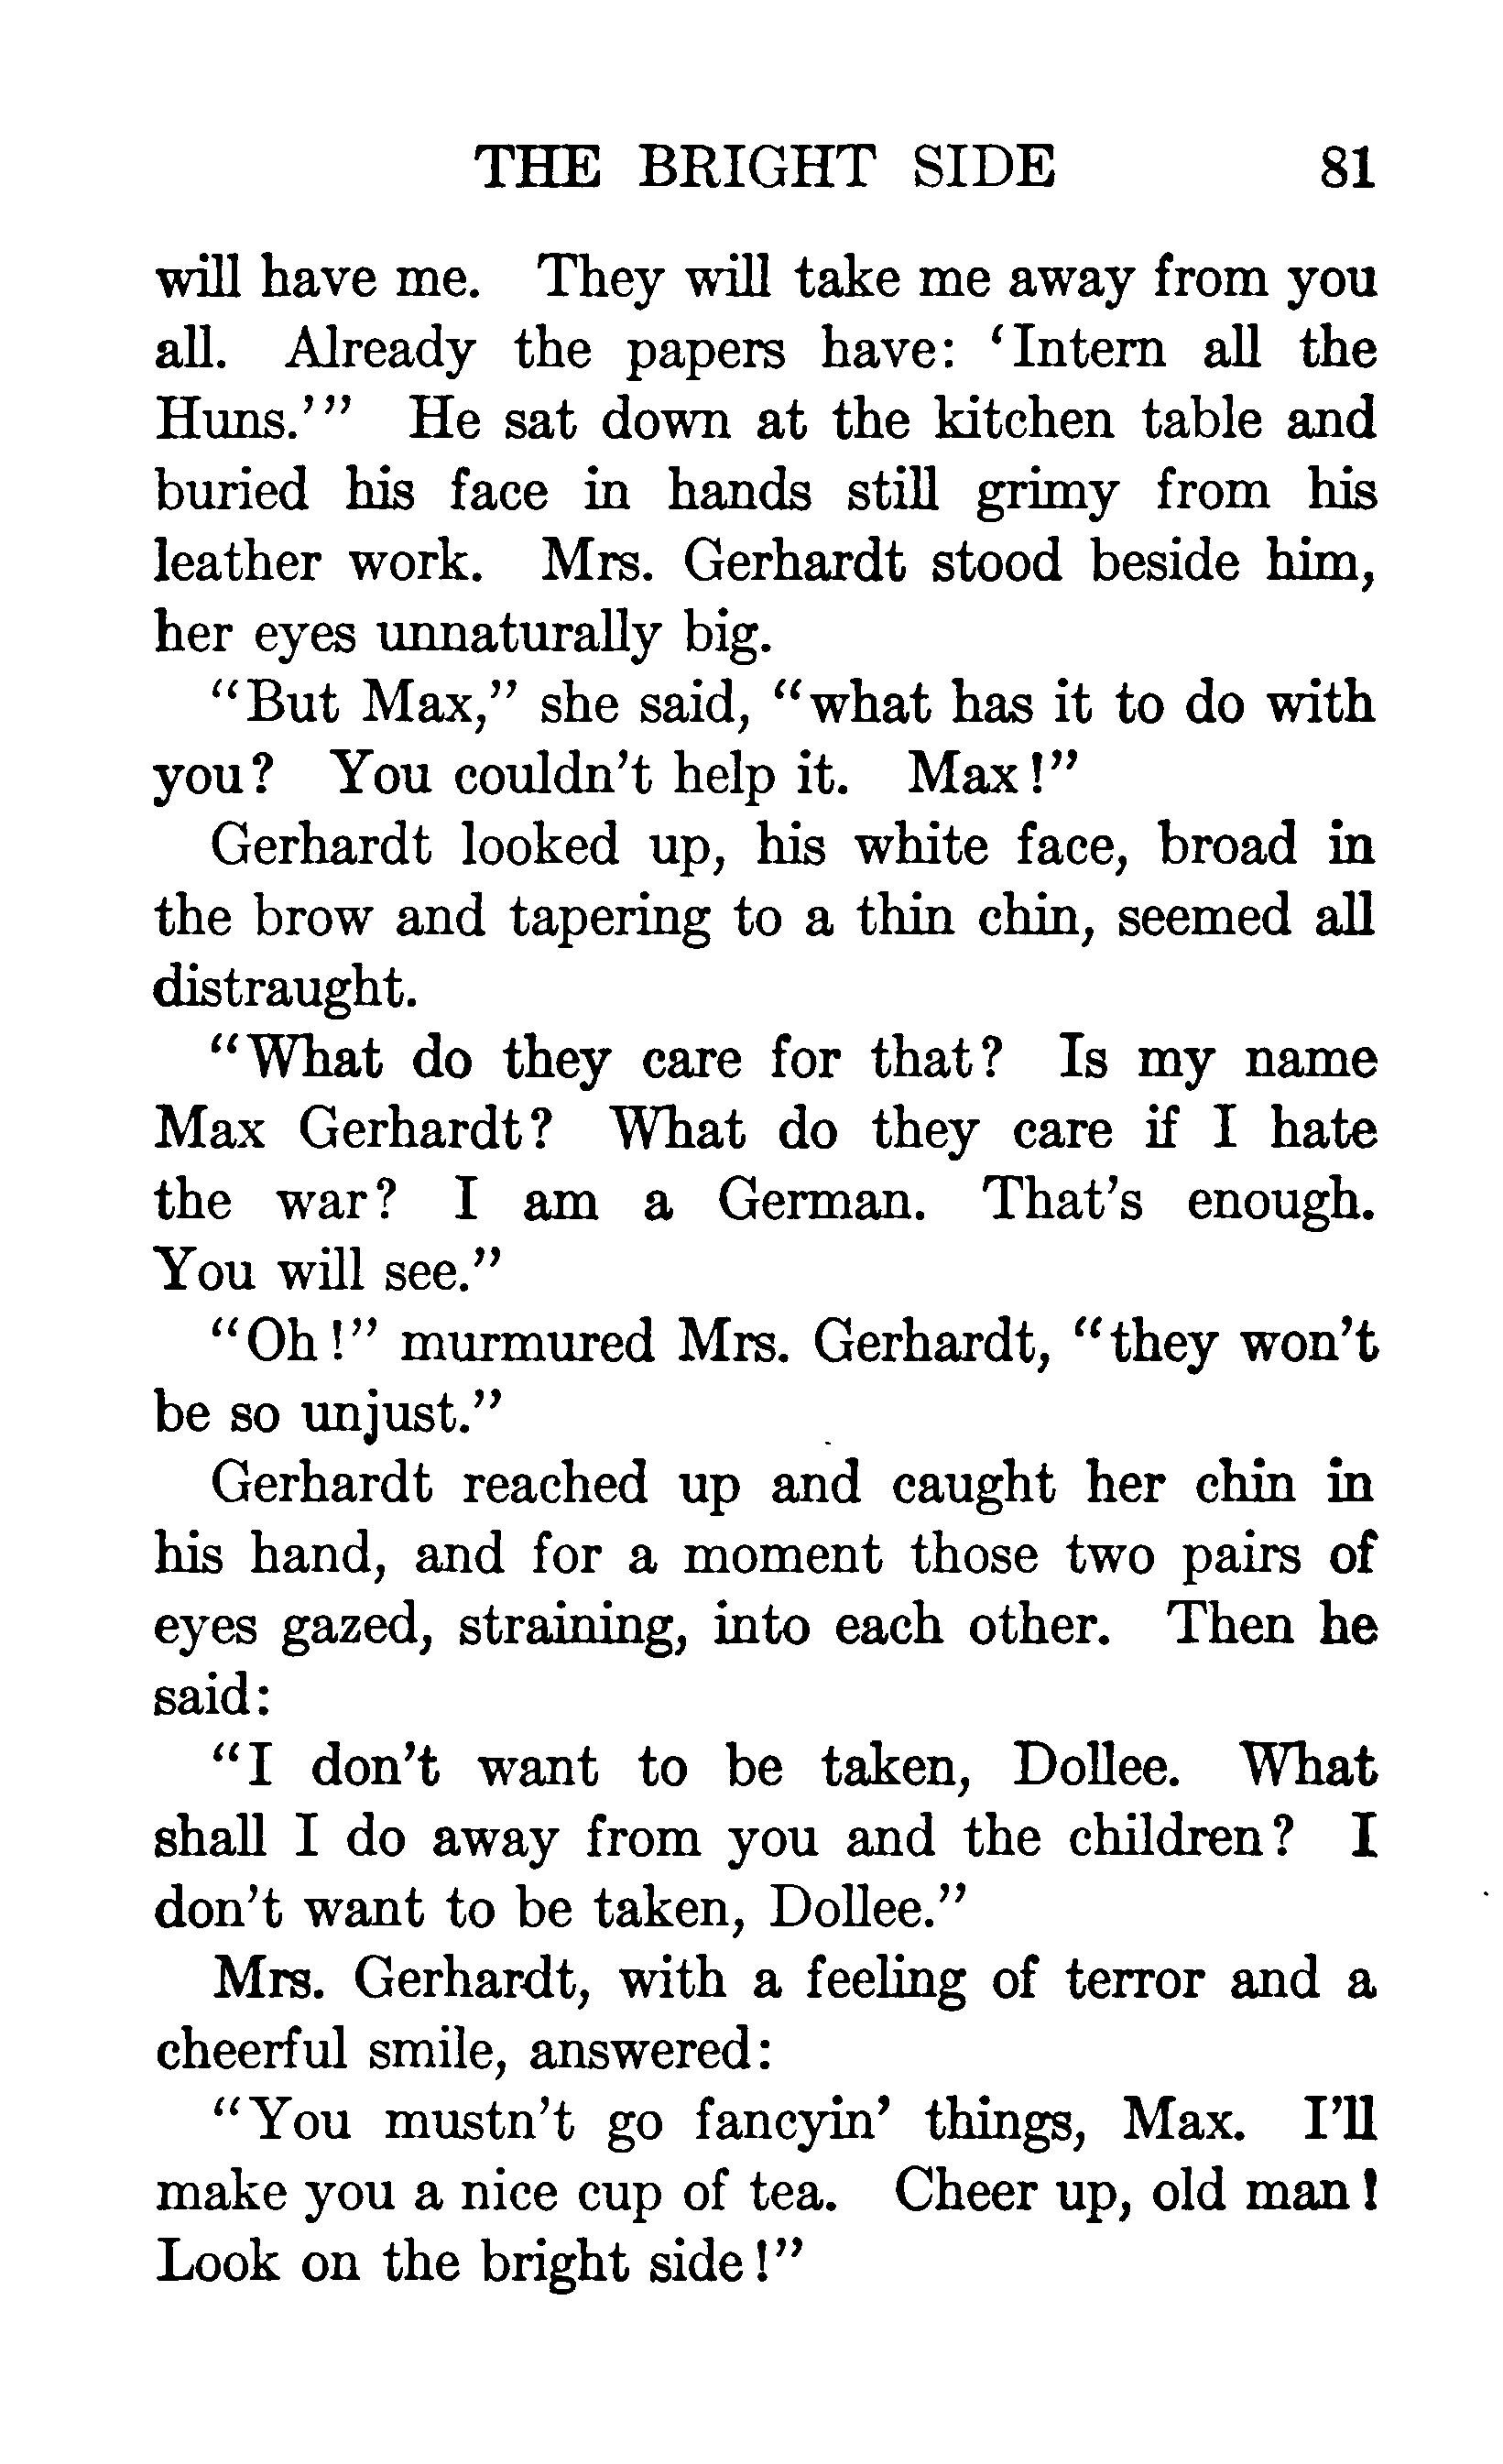 THE BRIGHT SIDE 81
will have me. They will take me away from you
all. Already the papers have: 'Intern all the
Huns.'" He sat down at the kitchen table and
buried his face in hands still grimy from his
leather work. Mrs. Gerhardt stood beside him,
her eyes unnaturally big.
"But Max," she said, "what has it to do with
you? You couldn't help it. Max!"
Gerhardt looked up, his white face, broad in
the brow and tapering to a thin chin, seemed all
distraught.
"What do they care for that? Is my name
Max Gerhardt? What do they care if I hate
the war? I am a German. That's enough.
You will see."
"Oh!" murmured Mrs. Gerhardt, "they won't
be so unjust."
Gerhardt reached up and caught her chin in
his hand, and for a moment those two pairs of
eyes gazed, straining, into each other. Then he
said:
"I don't want to be taken, Dollee. What
shall I do away from you and the children? I
don't want to be taken, Dollee."
Mrs. Gerhardt, with a feeling of terror and a
cheerful smile, answered:
"You mustn't go fancyin' things, Max. I'll
make you a nice cup of tea. Cheer up, old man!
Look on the bright side!"